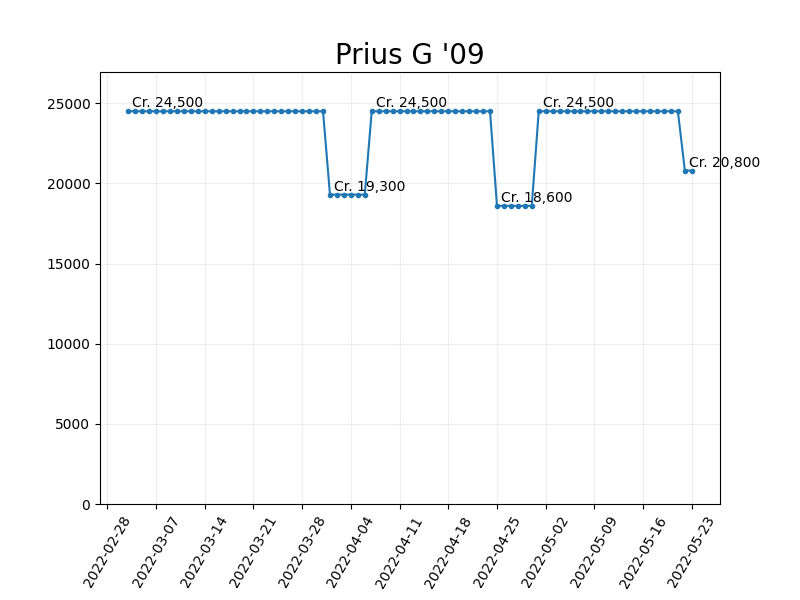 Prius G '09
Cr. 24,500
Cr. 24,500
Cr. 24,500
Cr. 20,800
Cr. 19,300
Cr. 18,600
25000
20000
15000
10000
5000
0
2022-02-28
2022-03-07
2022-03-14
2022-03-21
2022-03-28
2022-04-04
2022-04-11
2022-04-18
2022-04-25
2022-05-02
2022-05-09
2022-05-16
2022-05-23